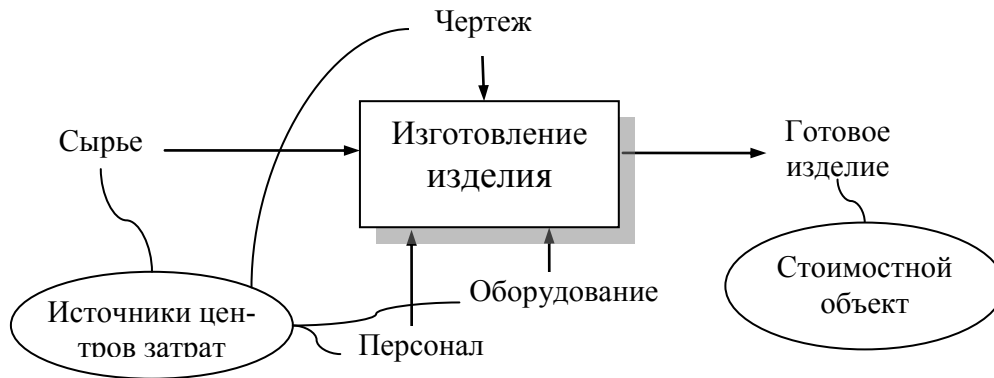 Чертеж
Сырье
Изготовление
изделия
Готовое
изделие
Источники цен-
тров затрат
Оборудование
Персонал
Стоимостной
объект